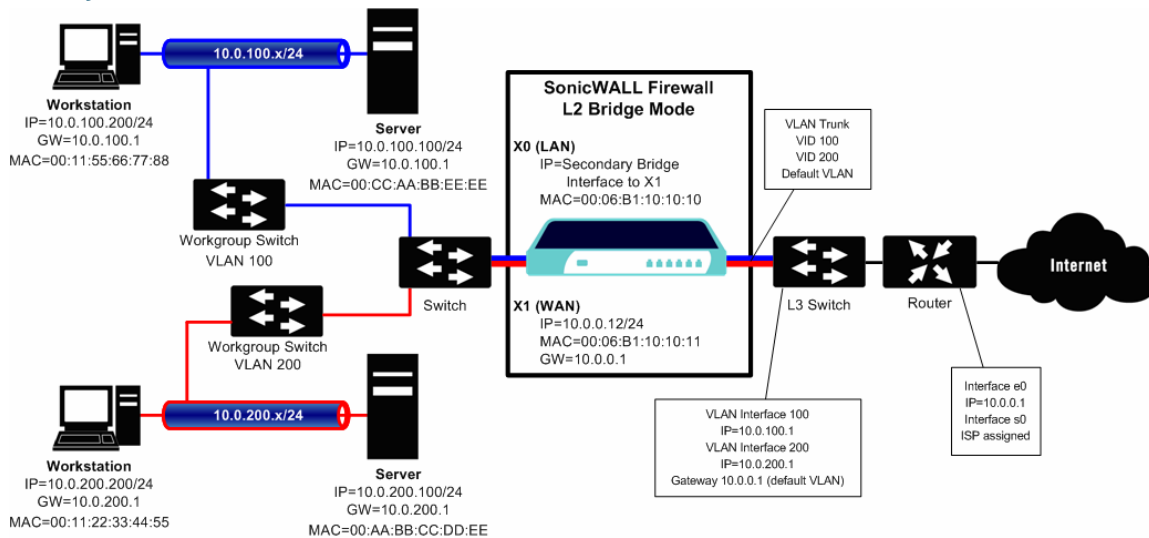 10.0.100.x/24
Workstation
IP=10.0.100.200/24
GW=10.0.100.1
MAC=00:11:55:66:77:88
Server
IP=10.0.100.100/24
GW=10.0.100.1
MAC=00:CC:AA:BB:EE:EE
Workgroup Switch
VLAN 100
Switch
Workgroup Switch
VLAN 200
10.0.200.x/24
Workstation
IP=10.0.200.200/24
GW=10.0.200.1
MAC=00:11:22:33:44:55
Server
IP=10.0.200.100/24
GW=10.0.200.1
MAC=00:AA:BB:CC:DD:EE
SonicWALL Firewall
L2 Bridge Mode
X0 (LAN)
IP=Secondary Bridge
Interface to X1
MAC=00:06:B1:10:10:10
X1 (WAN)
IP=10.0.0.12/24
MAC=00:06:B1:10:10:11
GW=10.0.0.1
VLAN Trunk
VID 100
VID 200
Default VLAN
L3 Switch
Router
Internet
VLAN Interface 100
IP=10.0.100.1
VLAN Interface 200
IP=10.0.200.1
Gateway 10.0.0.1 (default VLAN)
Interface e0
IP=10.0.0.1
Interface s0
ISP assigned